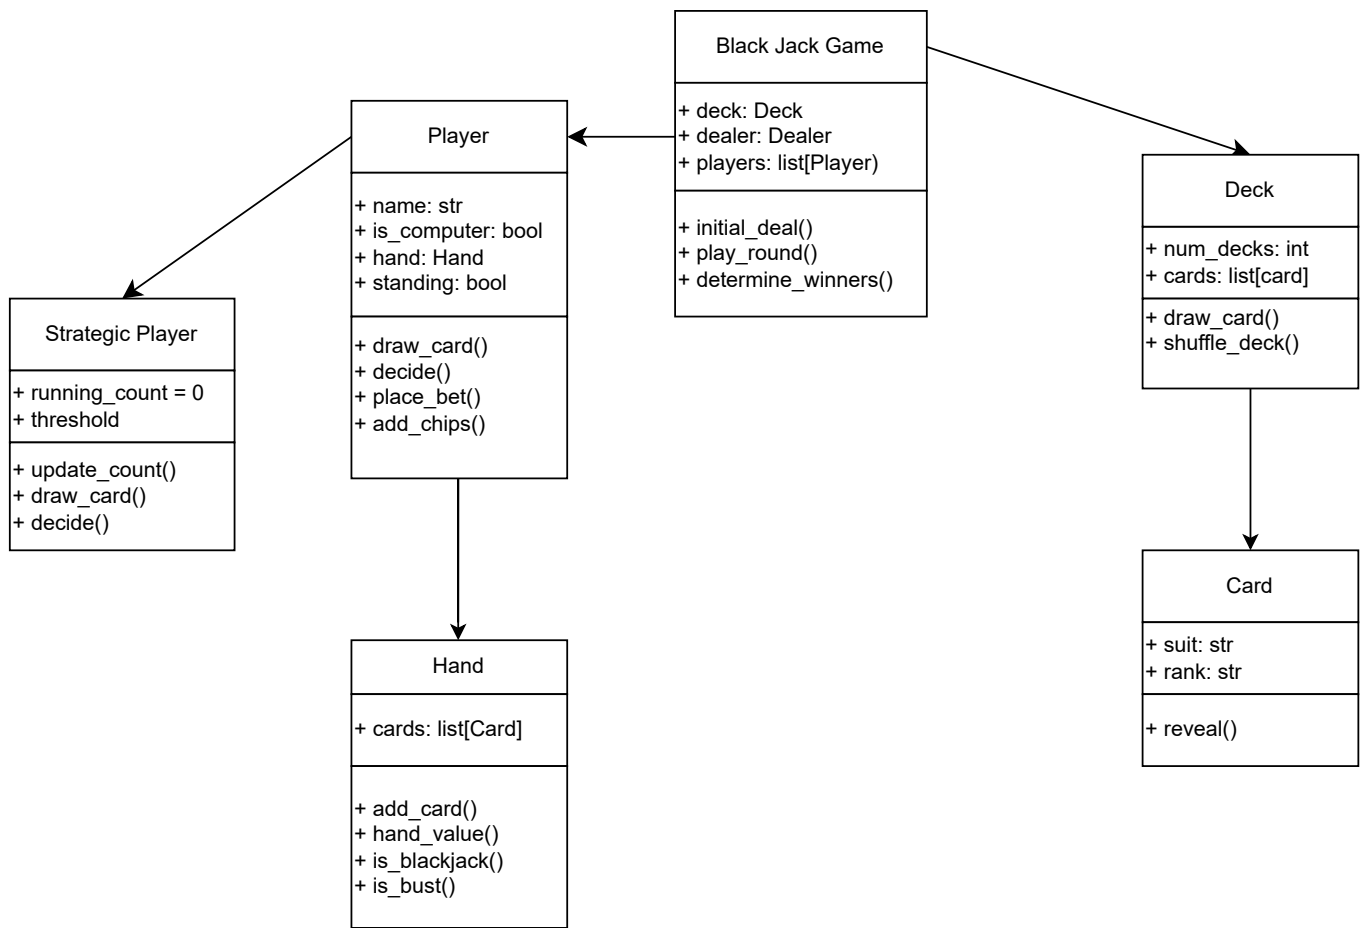 Black Jack Game
+ deck: Deck
+ dealer: Dealer
+ players: list[Player)
+ initial_deal()
+ play_round()
+ determine_winners()
Player
+ name: str
+ is_computer: bool
+ hand: Hand
+ standing: bool
+ draw_card()
+ decide()
+ place_bet()
+ add_chips()
Deck
+ num_decks: int
+ cards: list[card]
+ draw_card()
+ shuffle_deck()
Strategic Player
+ running_count = 0
+ threshold
+ update_count()
+ draw_card()
+ decide()
Hand
+ cards: list[Card]
+ add_card()
+ hand_value()
+ is_blackjack()
+ is_bust()
Card
+ suit: str
+ rank: str
+ reveal()